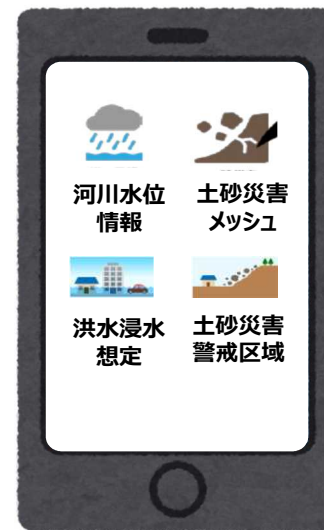 河川水位
情報
土砂災害
メッシュ
洪水浸水
想定
土砂災害
警戒区域